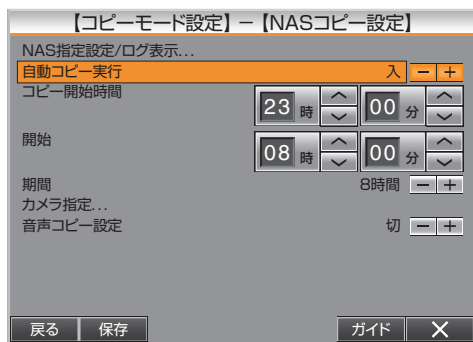 【コピーモード設定】－【NASコピー設定】
NAS指定設定/ログ表示...
自動コピー実行 入 － ＋
コピー開始時間 23 時 00 分
開始 08 時 00 分
期間 8時間 － ＋
カメラ指定...
音声コピー設定 切 － ＋
戻る 保存 ガイド ✕